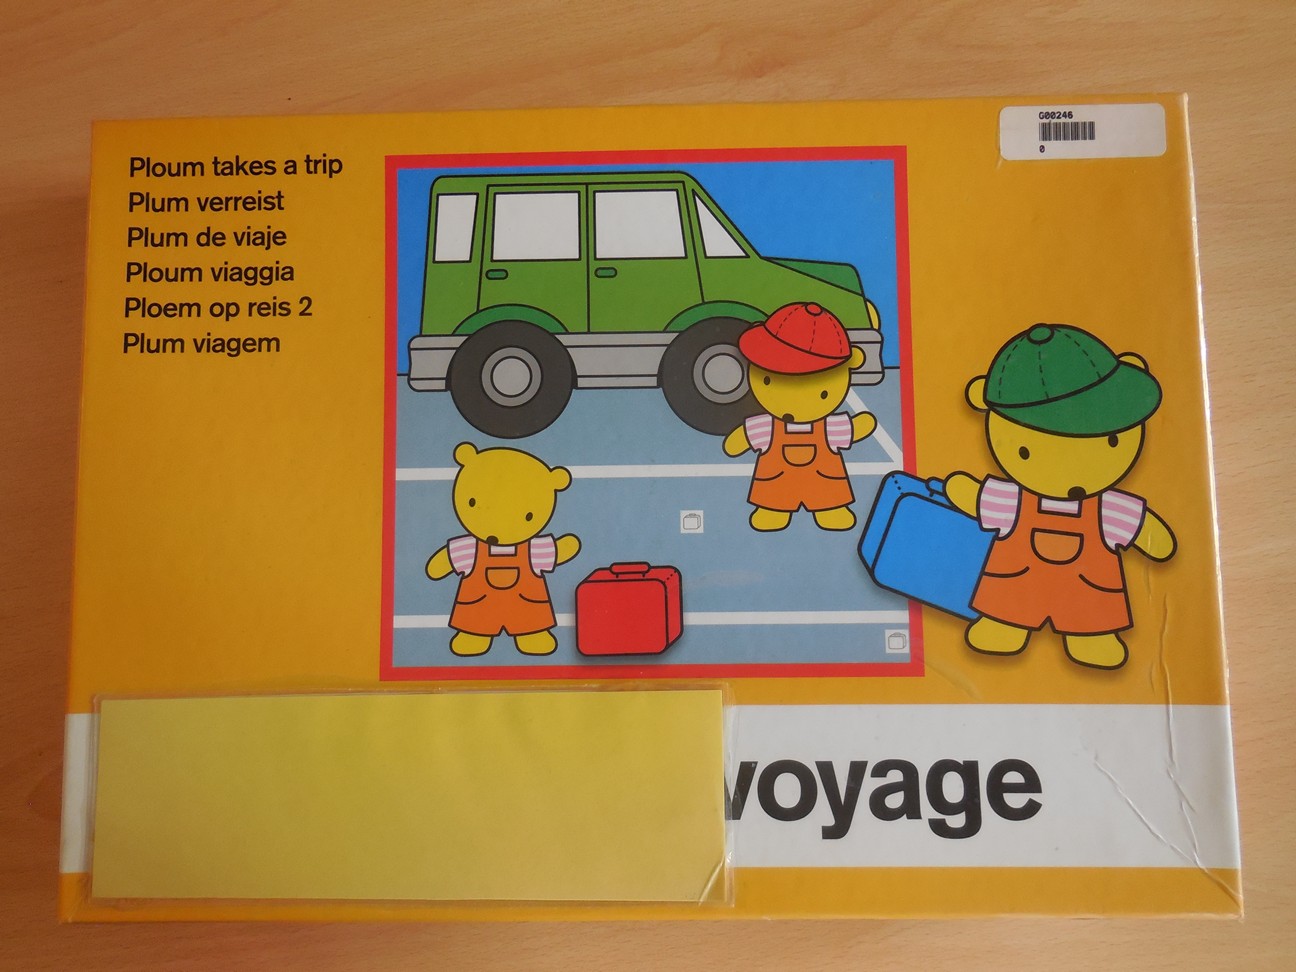 Ploum takes a trip
Plum verreist
Plum de viaje
Ploum viaggia
Ploem op reis 2
Plum viagem
G00246
0
voyage